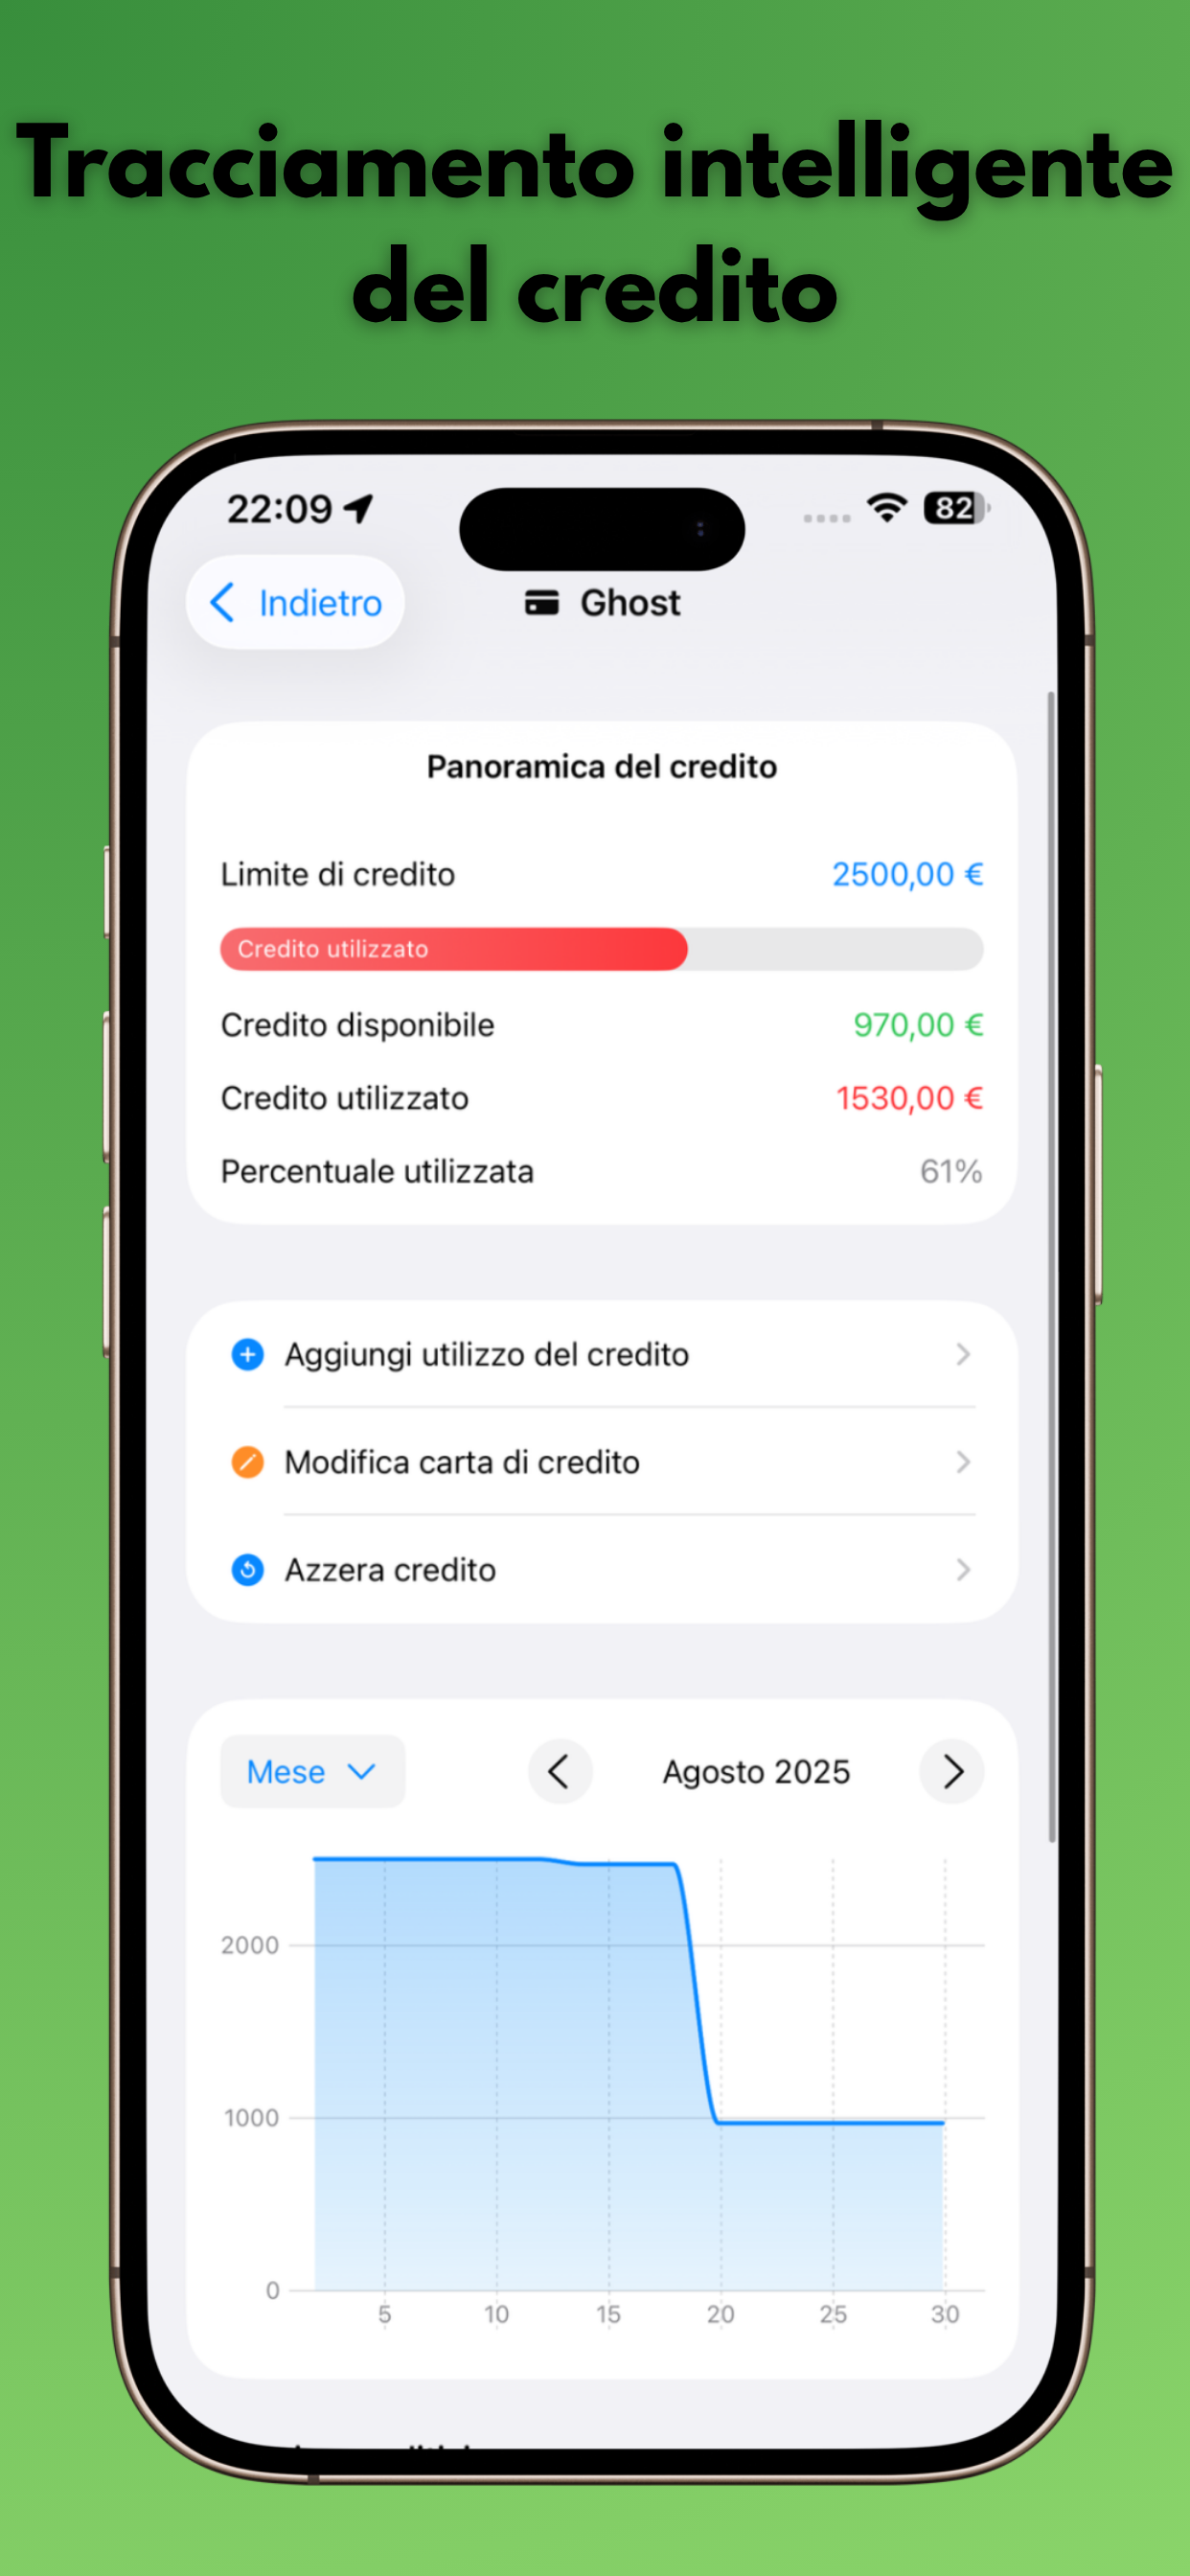 Tracciamento intelligente
del credito
22:09
82
Indietro
Ghost
Panoramica del credito
Limite di credito 2500,00 €
Credito utilizzato
Credito disponibile 970,00 €
Credito utilizzato 1530,00 €
Percentuale utilizzata 61%
Aggiungi utilizzo del credito
Modifica carta di credito
Azzera credito
Mese Agosto 2025
2000
1000
0
5 10 15 20 25 30